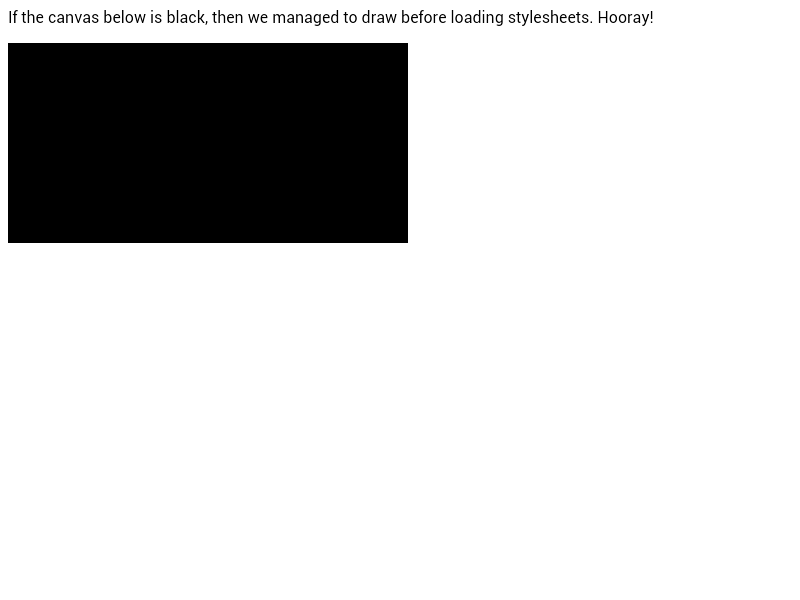 If the canvas below is black, then we managed to draw before loading stylesheets. Hooray!